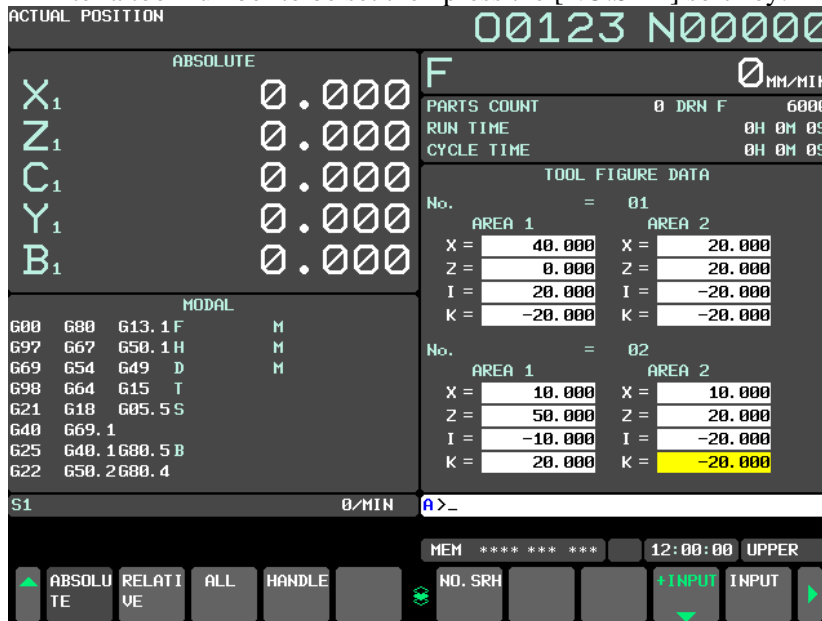 ACTUAL POSITION
O0123 N00000
ABSOLUTE
X1 0.000
Z1 0.000
C1 0.000
Y1 0.000
B1 0.000
F 0 MM/MIN
PARTS COUNT 0 DRN F 6000
RUN TIME 0H 0M 0S
CYCLE TIME 0H 0M 0S
MODAL
G00 G80 G13.1 F M
G97 G67 G50.1 H M
G69 G54 G49 D M
G98 G64 G15 T
G21 G18 G05.5 S
G40 G69.1
G25 G40.1 G80.5 B
G22 G50.2 G80.4
TOOL FIGURE DATA
No. = 01
AREA 1 AREA 2
X = 40.000 X = 20.000
Z = 0.000 Z = 20.000
I = 20.000 I = -20.000
K = -20.000 K = -20.000
No. = 02
AREA 1 AREA 2
X = 10.000 X = 10.000
Z = 50.000 Z = 20.000
I = -10.000 I = -20.000
K = 20.000 K = -20.000
S1 0/MIN
A>_
MEM **** *** *** 12:00:00 UPPER
ABSOLUTE RELATIVE ALL HANDLE NO.SRH +INPUT INPUT